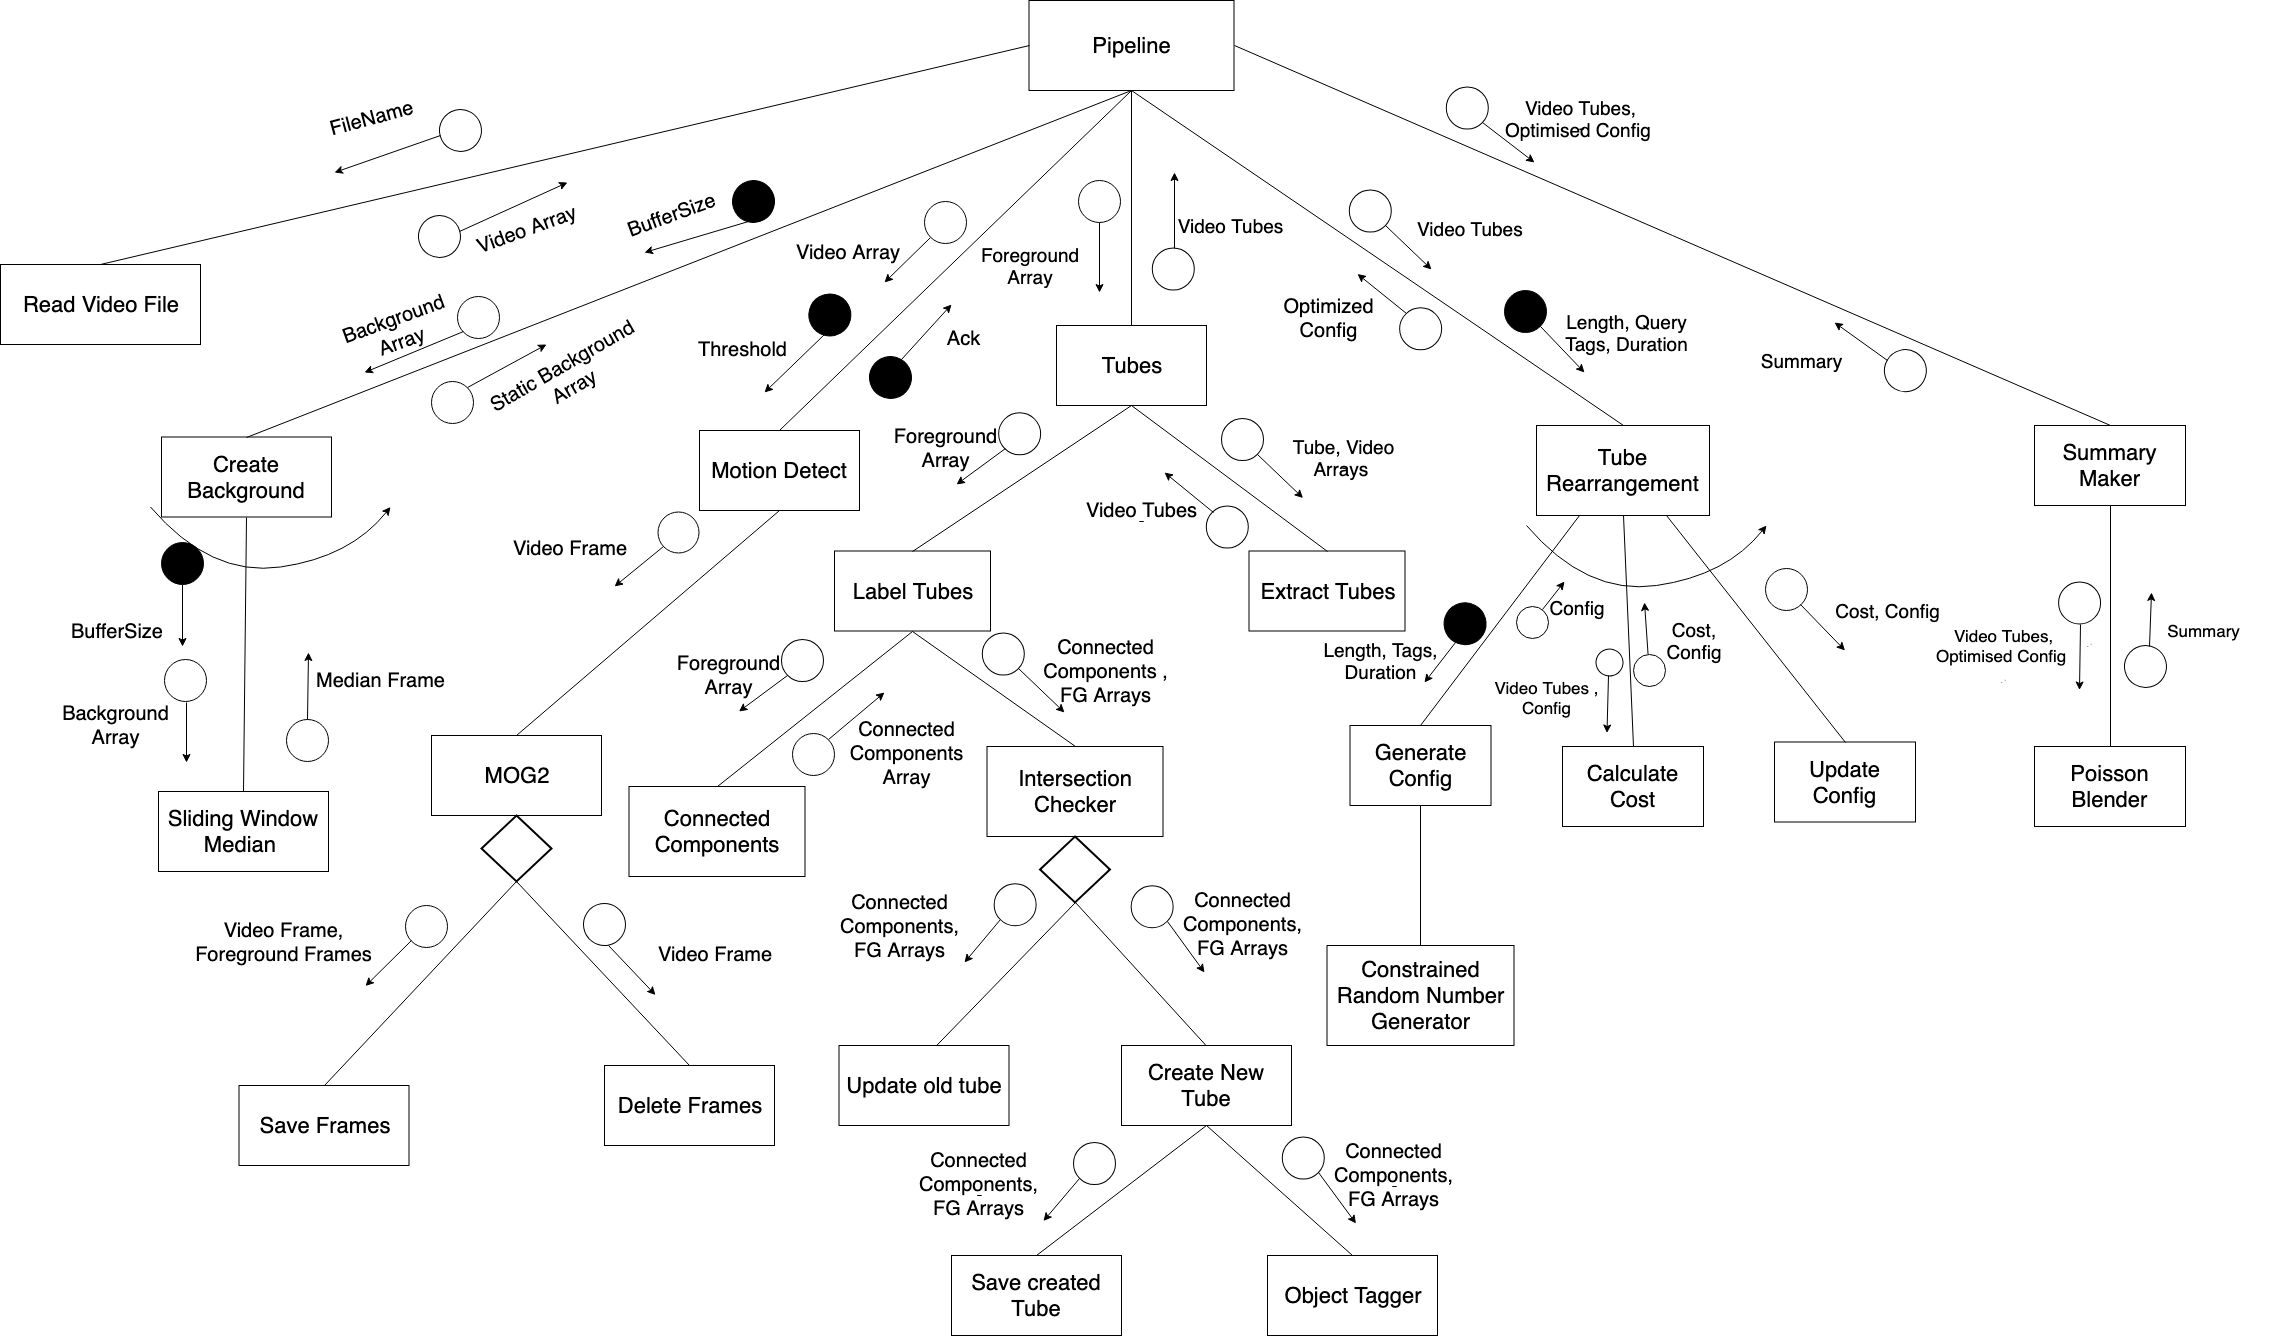 Pipeline
FileName
Video Tubes,
Optimised Config
Video Array
BufferSize
Video Array
Foreground
Array
Video Tubes
Video Tubes
Read Video File
Background
Array
Static Background
Array
Threshold
Ack
Tubes
Optimized
Config
Length, Query
Tags, Duration
Summary
Create
Background
Motion Detect
Foreground
Array
Tube, Video
Arrays
Video Tubes
Tube
Rearrangement
Summary
Maker
Video Frame
Label Tubes
Extract Tubes
BufferSize
Background
Array
Median Frame
Foreground
Array
Connected
Components ,
FG Arrays
Connected
Components
Array
Length, Tags,
Duration
Config
Video Tubes ,
Config
Cost,
Config
Cost, Config
Video Tubes,
Optimised Config
Summary
Sliding Window
Median
MOG2
Connected
Components
Intersection
Checker
Generate
Config
Calculate
Cost
Update
Config
Poisson
Blender
Video Frame,
Foreground Frames
Video Frame
Connected
Components,
FG Arrays
Connected
Components,
FG Arrays
Constrained
Random Number
Generator
Save Frames
Delete Frames
Update old tube
Create New
Tube
Connected
Components,
FG Arrays
Connected
Components,
FG Arrays
Save created
Tube
Object Tagger